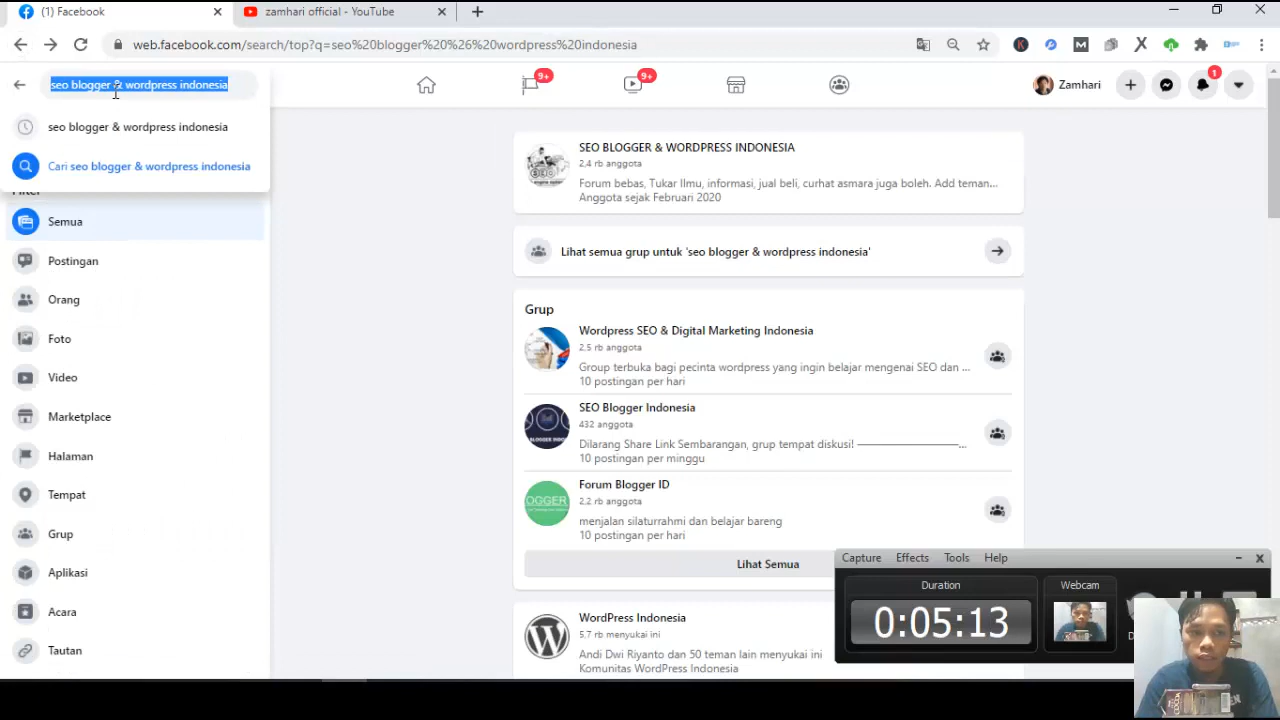 (1) Facebook
zamhari official - YouTube
web.facebook.com/search/top?q=seo%20blogger%20%26%20wordpress%20indonesia
seo blogger & wordpress indonesia
9+
9+
Zamhari
1
seo blogger & wordpress indonesia
Cari seo blogger & wordpress indonesia
Semua
Postingan
Orang
Foto
Video
Marketplace
Halaman
Tempat
Grup
Aplikasi
Acara
Tautan
SEO BLOGGER & WORDPRESS INDONESIA
2,4 rb anggota
Forum bebas, Tukar Ilmu, informasi, jual beli, curhat asmara juga boleh. Add teman...
Anggota sejak Februari 2020
Lihat semua grup untuk 'seo blogger & wordpress indonesia'
Grup
Wordpress SEO & Digital Marketing Indonesia
2,5 rb anggota
Group terbuka bagi pecinta wordpress yang ingin belajar mengenai SEO dan ...
10 postingan per hari
SEO Blogger Indonesia
432 anggota
Dilarang Share Link Sembarangan, grup tempat diskusi! ——————————...
10 postingan per minggu
Forum Blogger ID
2,2 rb anggota
menjalan silaturrahmi dan belajar bareng
10 postingan per hari
Lihat Semua
WordPress Indonesia
5,7 rb menyukai ini
Andi Dwi Riyanto dan 50 teman lain menyukai ini
Komunitas WordPress Indonesia
Capture Effects Tools Help
Duration
0:05:13
Webcam